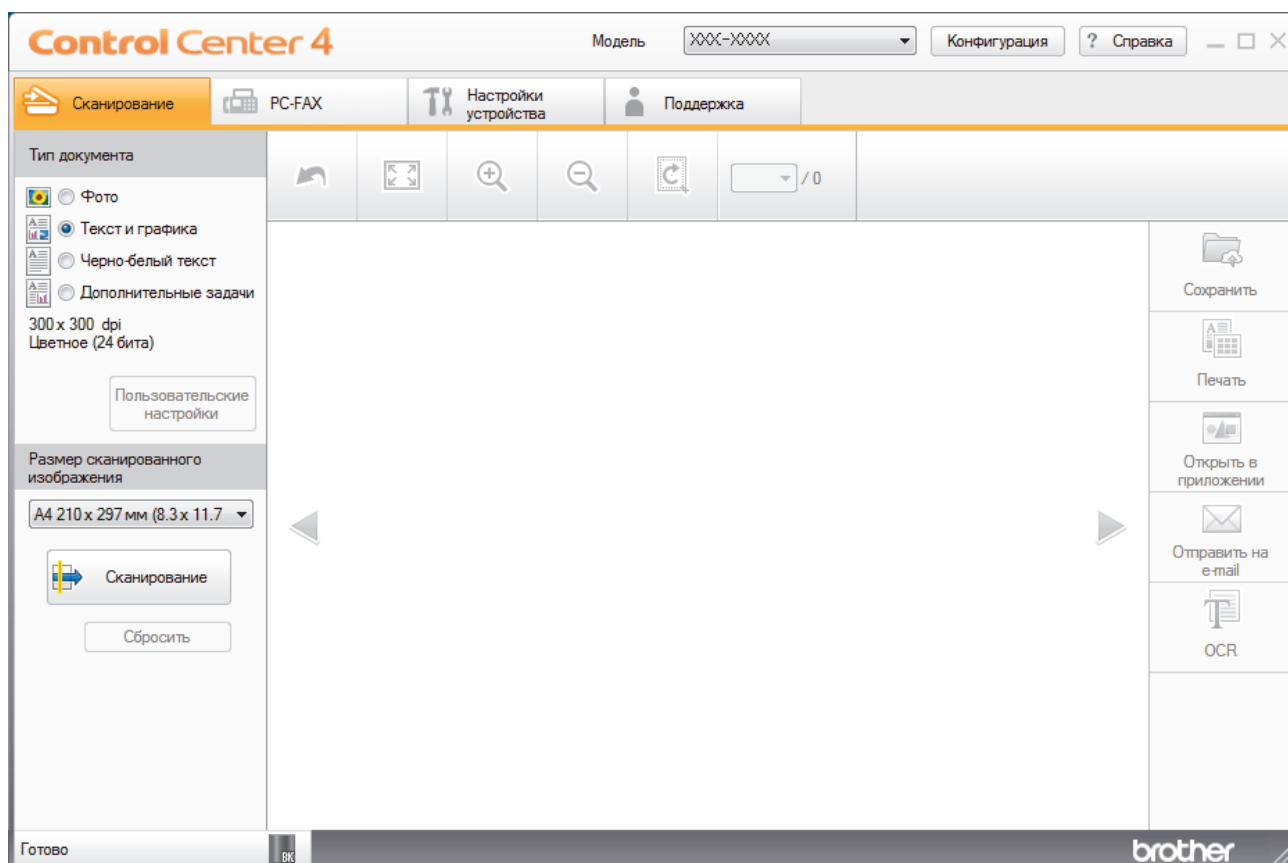 Control Center 4
Модель
XXX-XXXX
Конфигурация
? Справка
Сканирование
PC-FAX
Настройки
устройства
Поддержка
Тип документа
Фото
Текст и графика
Черно-белый текст
Дополнительные задачи
300 x 300 dpi
Цветное (24 бита)
Пользовательские
настройки
Размер сканированного
изображения
A4 210 x 297 мм (8.3 x 11.7
Сканирование
Сбросить
/ 0
Сохранить
Печать
Открыть в
приложении
Отправить на
e-mail
OCR
Готово
BK
brother